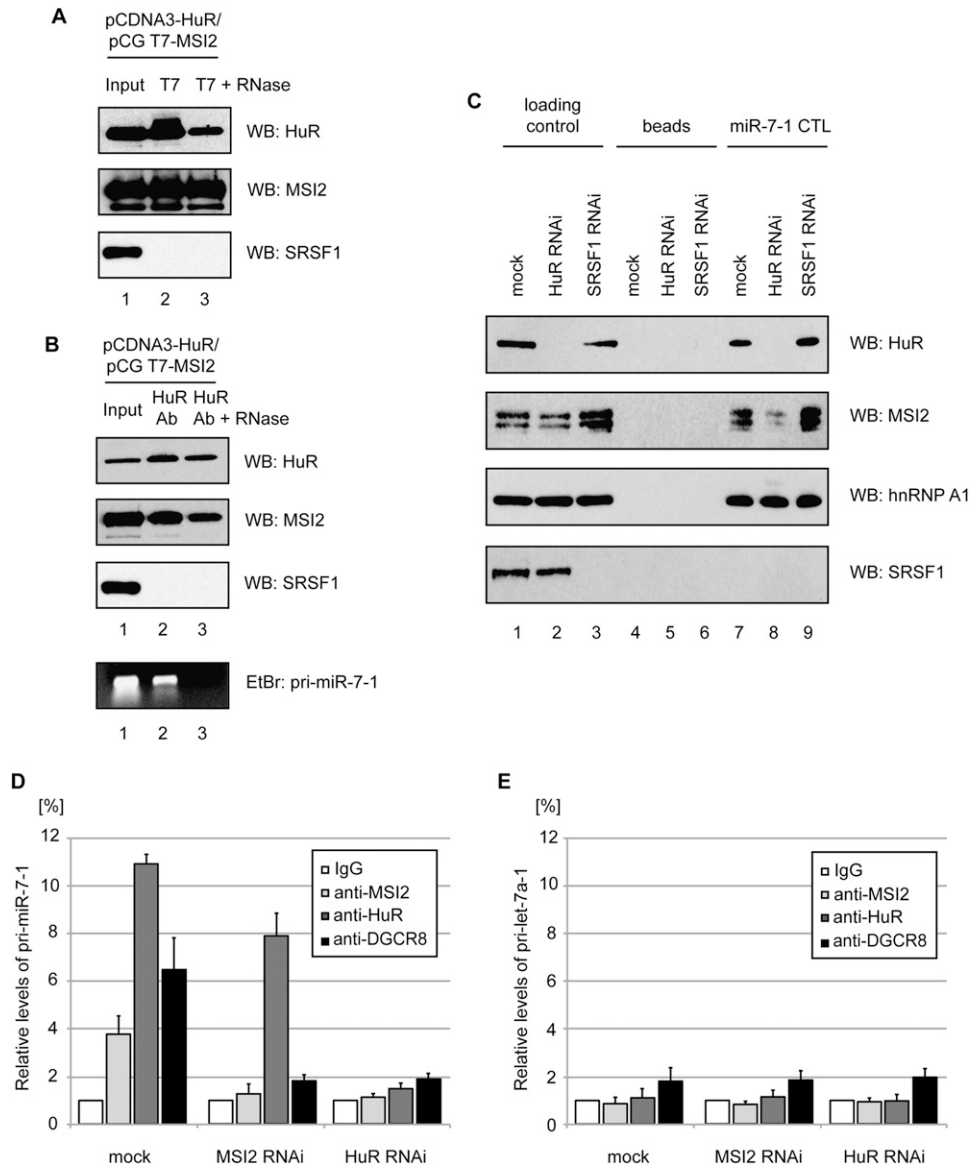 A
pCDNA3-HuR/
pCG T7-MSI2
Input T7 T7 + RNase
WB: HuR
WB: MSI2
WB: SRSF1
1 2 3
B
pCDNA3-HuR/
pCG T7-MSI2
Input HuR Ab HuR Ab + RNase
WB: HuR
WB: MSI2
WB: SRSF1
1 2 3
EtBr: pri-miR-7-1
1 2 3
C
loading control beads miR-7-1 CTL
mock HuR RNAi SRSF1 RNAi mock HuR RNAi SRSF1 RNAi mock HuR RNAi SRSF1 RNAi
WB: HuR
WB: MSI2
WB: hnRNP A1
WB: SRSF1
1 2 3 4 5 6 7 8 9
D
[%]
Relative levels of pri-miR-7-1
12
10
8
6
4
2
0
IgG
anti-MSI2
anti-HuR
anti-DGCR8
mock MSI2 RNAi HuR RNAi
E
[%]
Relative levels of pri-let-7a-1
12
10
8
6
4
2
0
IgG
anti-MSI2
anti-HuR
anti-DGCR8
mock MSI2 RNAi HuR RNAi